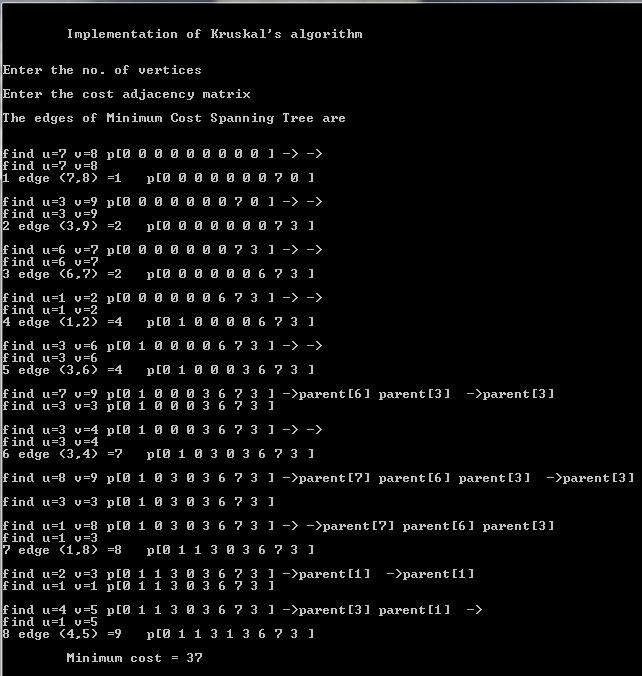 Implementation of Kruskal's algorithm
Enter the no. of vertices
Enter the cost adjacency matrix
The edges of Minimum Cost Spanning Tree are
find u=7 v=8 p[0 0 0 0 0 0 0 0 0 ] -> ->
find u=7 v=8
1 edge (7,8) =1   p[0 0 0 0 0 0 0 7 0 ]
find u=3 v=9 p[0 0 0 0 0 0 0 7 0 ] -> ->
find u=3 v=9
2 edge (3,9) =2   p[0 0 0 0 0 0 0 7 3 ]
find u=6 v=7 p[0 0 0 0 0 0 0 7 3 ] -> ->
find u=6 v=7
3 edge (6,7) =2   p[0 0 0 0 0 0 6 7 3 ]
find u=1 v=2 p[0 0 0 0 0 0 6 7 3 ] -> ->
find u=1 v=2
4 edge (1,2) =4   p[0 1 0 0 0 0 6 7 3 ]
find u=3 v=6 p[0 1 0 0 0 0 6 7 3 ] -> ->
find u=3 v=6
5 edge (3,6) =4   p[0 1 0 0 0 3 6 7 3 ]
find u=7 v=9 p[0 1 0 0 0 3 6 7 3 ] ->parent[6] parent[3]  ->parent[3]
find u=3 v=3 p[0 1 0 0 0 3 6 7 3 ]
find u=3 v=4 p[0 1 0 0 0 3 6 7 3 ] -> ->
find u=3 v=4
6 edge (3,4) =7   p[0 1 0 3 0 3 6 7 3 ]
find u=8 v=9 p[0 1 0 3 0 3 6 7 3 ] ->parent[7] parent[6] parent[3]  ->parent[3]
find u=3 v=3 p[0 1 0 3 0 3 6 7 3 ]
find u=1 v=8 p[0 1 0 3 0 3 6 7 3 ] -> ->parent[7] parent[6] parent[3]
find u=1 v=3
7 edge (1,8) =8   p[0 1 1 3 0 3 6 7 3 ]
find u=2 v=3 p[0 1 1 3 0 3 6 7 3 ] ->parent[1]  ->parent[1]
find u=1 v=1 p[0 1 1 3 0 3 6 7 3 ]
find u=4 v=5 p[0 1 1 3 0 3 6 7 3 ] ->parent[3] parent[1]  ->
find u=1 v=5
8 edge (4,5) =9   p[0 1 1 3 1 3 6 7 3 ]
Minimum cost = 37